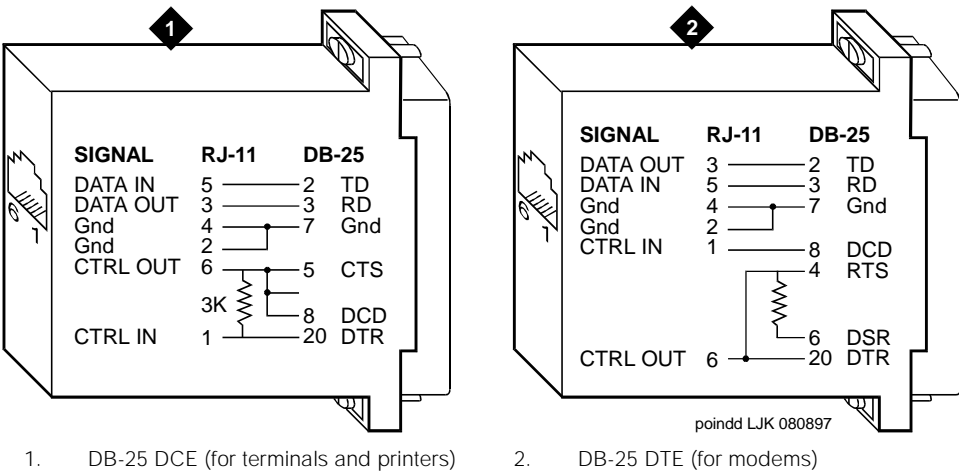 1
SIGNAL RJ-11 DB-25
DATA IN 5 2 TD
DATA OUT 3 3 RD
Gnd 4 7 Gnd
Gnd 2
CTRL OUT 6 5 CTS
3K
8 DCD
CTRL IN 1 20 DTR
6 1
2
SIGNAL RJ-11 DB-25
DATA OUT 3 2 TD
DATA IN 5 3 RD
Gnd 4 7 Gnd
Gnd 2
CTRL IN 1 8 DCD
4 RTS
6 DSR
CTRL OUT 6 20 DTR
6 1
poindd LJK 080897
1. DB-25 DCE (for terminals and printers)
2. DB-25 DTE (for modems)